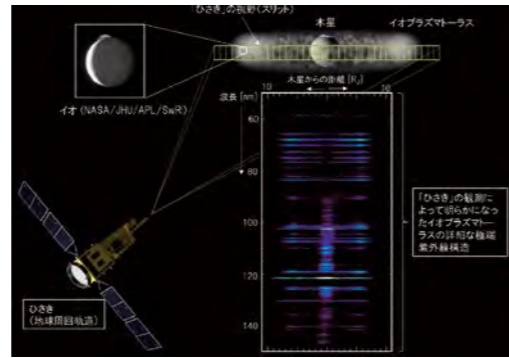 「ひさき」の視野(スリット)
木星
イオプラズマトーラス
イオ (NASA/JHU/APL/SwR)
木星からの距離 [RJ]
10
10
波長 [nm]
60
80
100
120
140
「ひさき」の観測に
よって明らかになっ
たイオプラズマトー
ラスの詳細な極端
紫外線構造
ひさき
(地球周回軌道)